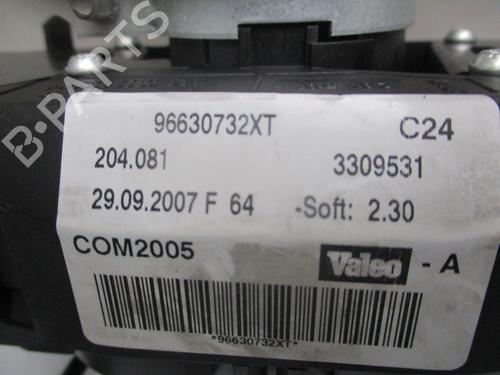 B-PARTS
96630732XT C24
204.081 3309531
29.09.2007 F 64 -Soft: 2.30
COM2005 Valeo - A
*96630732XT*